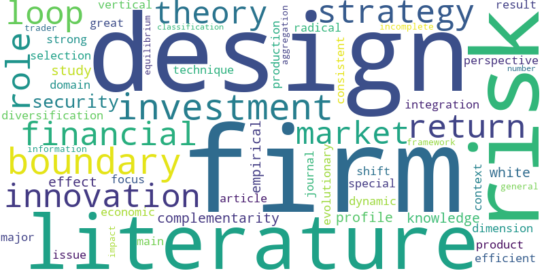 loop vertical theory strategy result
trader great equilibrium classification radical aggregation incomplete
role strong design risk
selection technique production consistent perspective
study number
domain
security investment integration
diversification
financial market return
information framework
boundary firm empirical white context
effect focus journal evolutionary shift special general
innovation article dynamic dimension
economic complementarity profile knowledge
literature
major impact main product
issue efficient